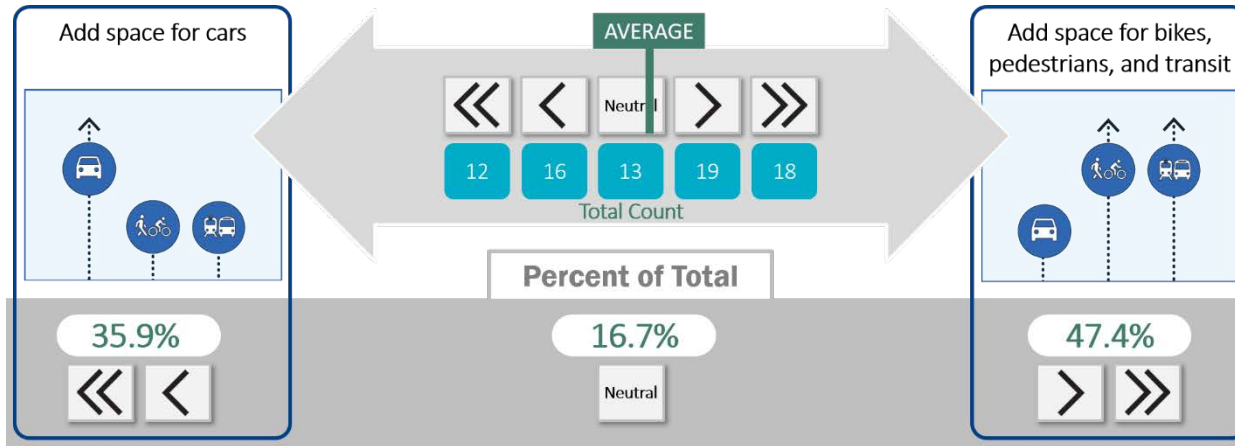 Add space for cars
AVERAGE
Neutral
12 16 13 19 18
Total Count
Add space for bikes,
pedestrians, and transit
Percent of Total
35.9%
16.7%
47.4%
Neutral